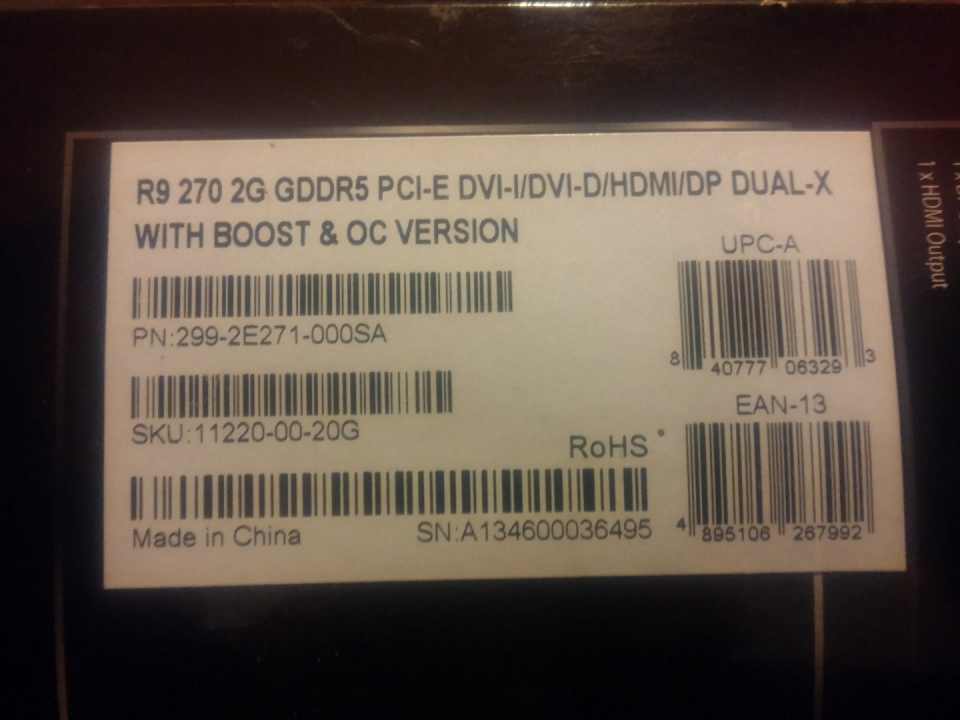 R9 270 2G GDDR5 PCI-E DVI-I/DVI-D/HDMI/DP DUAL-X
WITH BOOST & OC VERSION
PN:299-2E271-000SA
SKU:11220-00-20G
RoHS
Made in China
SN:A134600036495
UPC-A
8 40777 06329 3
EAN-13
4 895106 267992
1 x HDMI Output